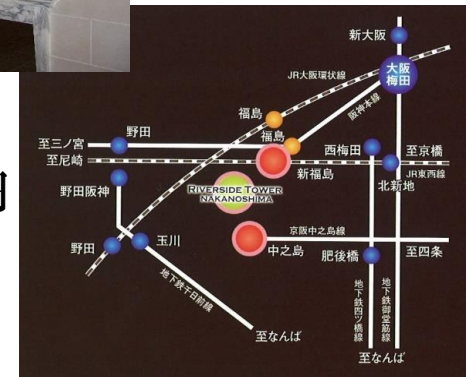 新大阪
大阪
梅田
JR大阪環状線
阪神本線
福島
福島
野田
至三ノ宮
至尼崎
西梅田
至京橋
JR東西線
新福島
北新地
野田阪神
RIVERSIDE TOWER
NAKANOSHIMA
京阪中之島線
中之島
肥後橋
至四条
野田
玉川
地下鉄千日前線
地下鉄四ツ橋線
地下鉄御堂筋線
至なんば
至なんば